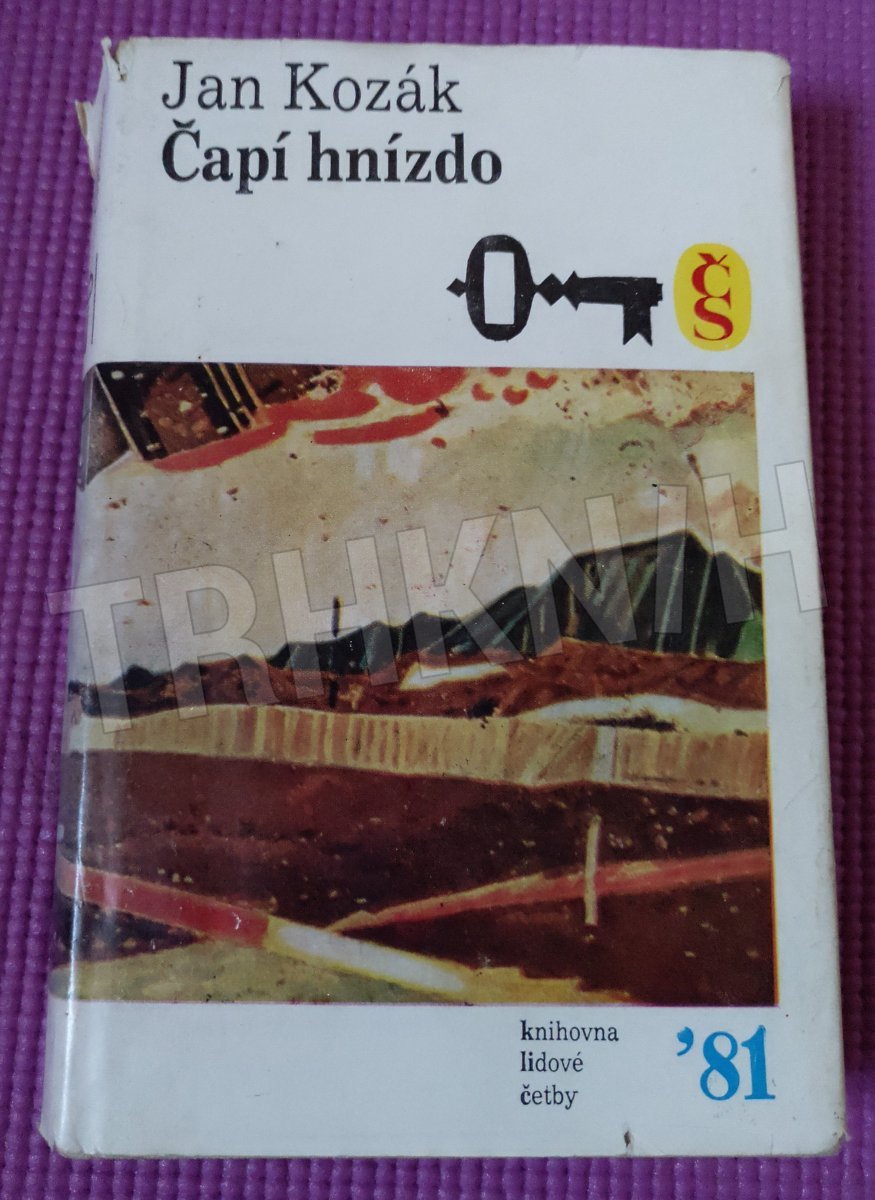 Jan Kozák
Čapí hnízdo
ČS
TRHKNIH
knihovna
lidové
četby
’81